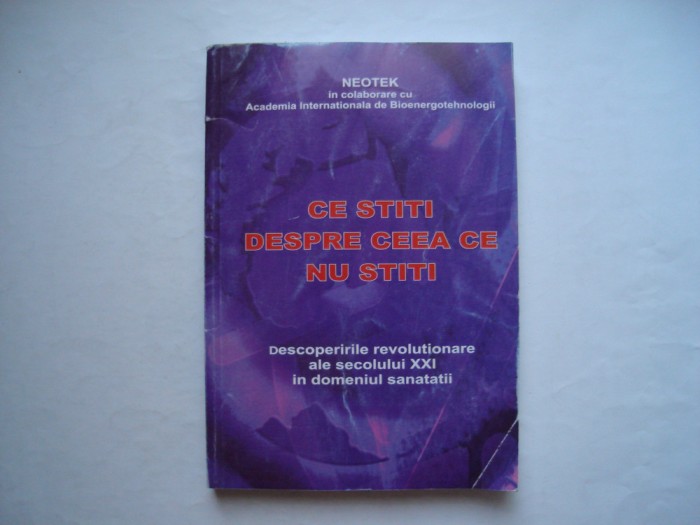 NEOTEK
in colaborare cu
Academia Internationala de Bioenergotehnologii
CE STITI
DESPRE CEEA CE
NU STITI
Descoperirile revolutionare
ale secolului XXI
in domeniul sanatatii